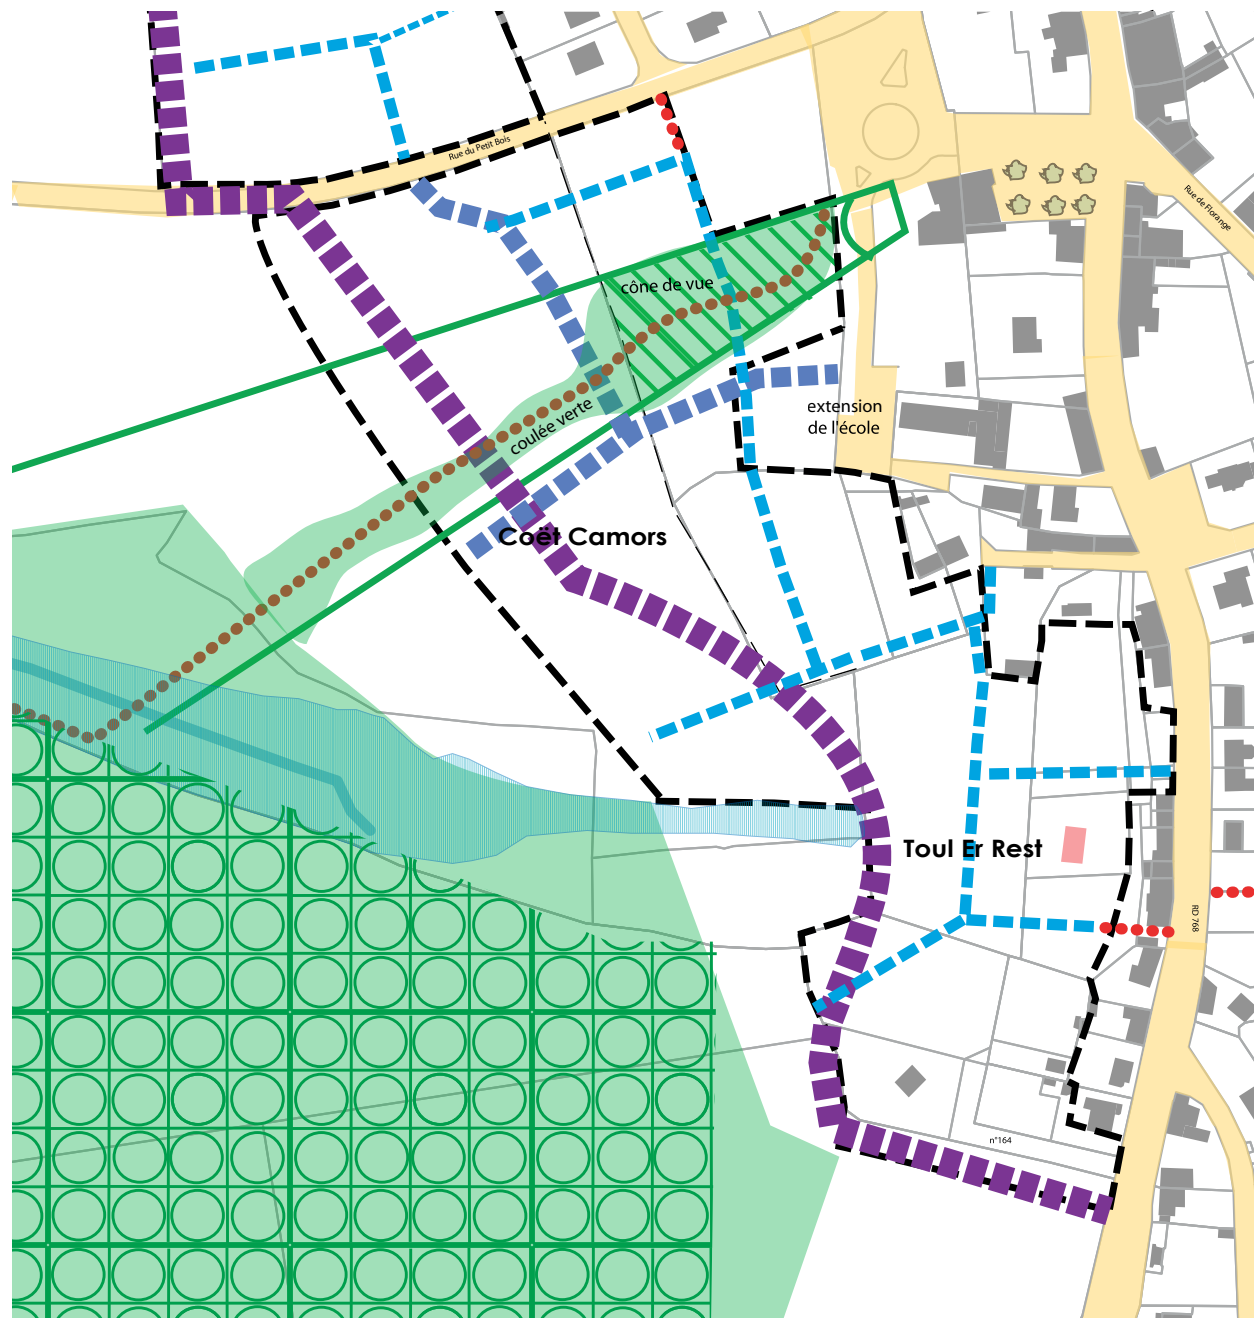 Rue du Petit Bois
Rue de Florange
cône de vue
extension
de l'école
coulée verte
Coët Camors
Toul Er Rest
RD 768
n°164